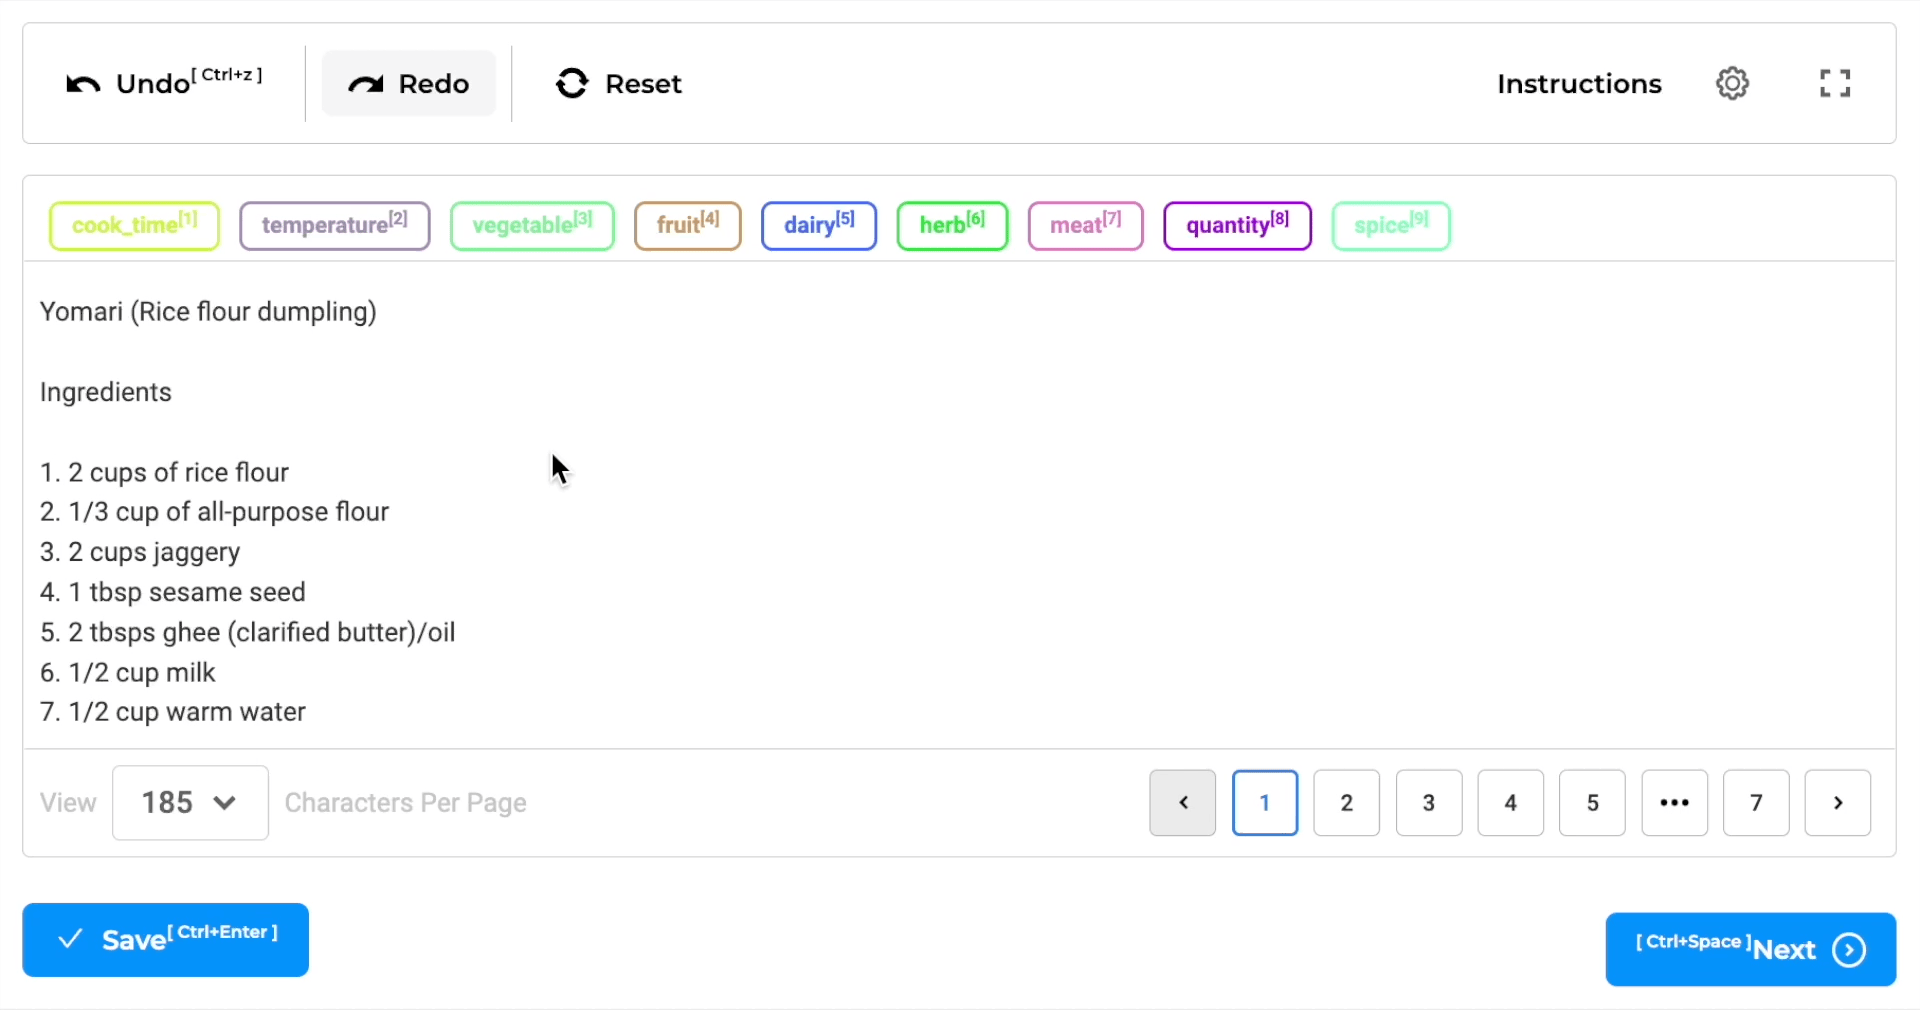 Undo[ Ctrl+z ] Redo Reset Instructions
cook_time[1] temperature[2] vegetable[3] fruit[4] dairy[5] herb[6] meat[7] quantity[8] spice[9]
Yomari (Rice flour dumpling)
Ingredients
1. 2 cups of rice flour
2. 1/3 cup of all-purpose flour
3. 2 cups jaggery
4. 1 tbsp sesame seed
5. 2 tbsps ghee (clarified butter)/oil
6. 1/2 cup milk
7. 1/2 cup warm water
View 185 Characters Per Page 1 2 3 4 5 ••• 7
Save[ Ctrl+Enter ] [ Ctrl+Space ]Next